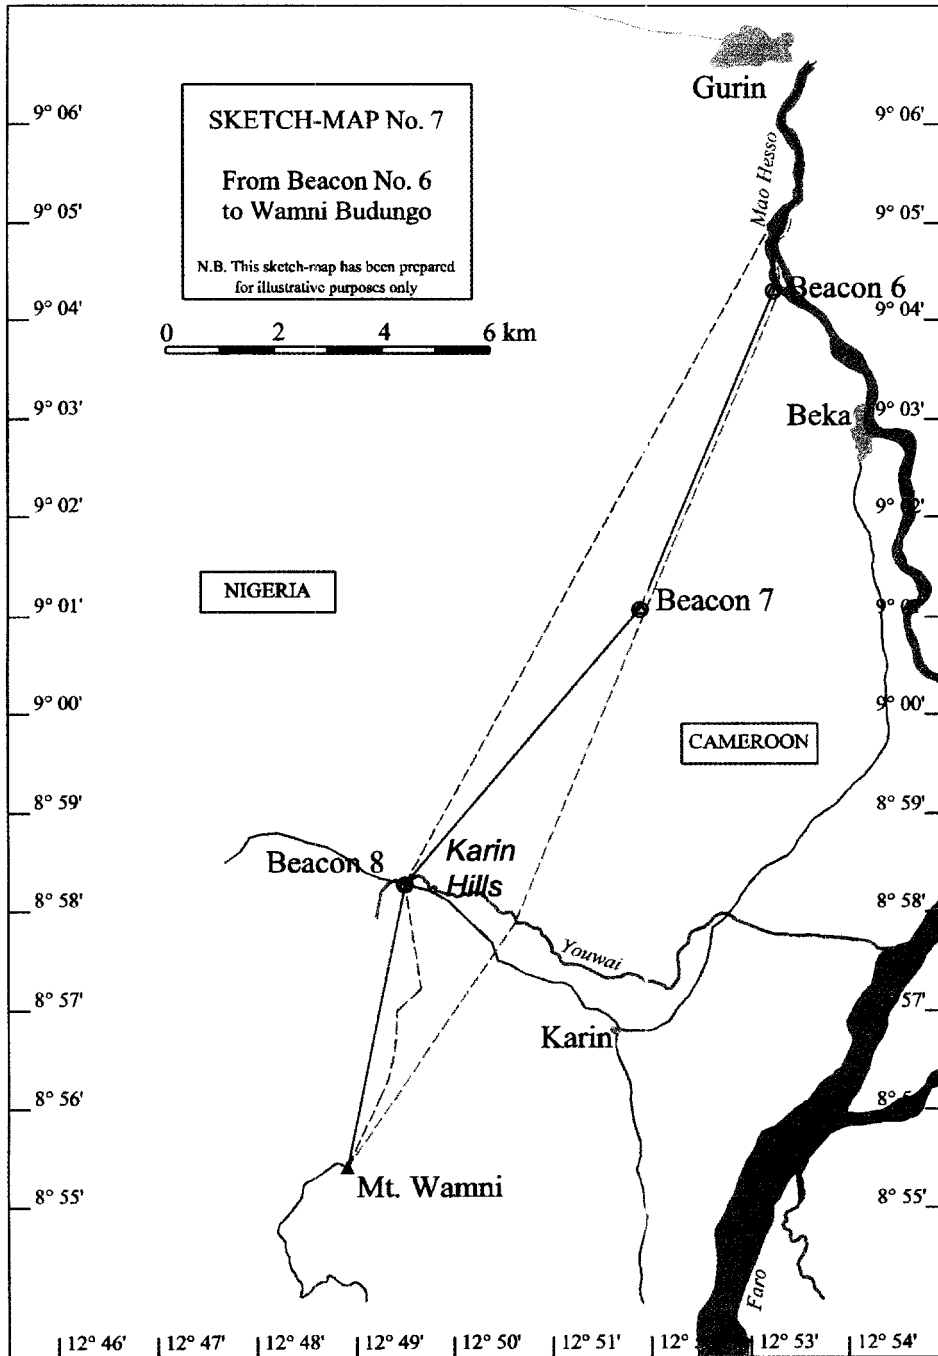 Gurin
9° 06'
9° 06'
SKETCH-MAP No. 7
From Beacon No. 6
to Wamni Budungo
N.B. This sketch-map has been prepared
for illustrative purposes only
Mao Hesso
9° 05'
9° 05'
Beacon 6
9° 04'
9° 04'
0 2 4 6 km
9° 03'
Beka
9° 03'
9° 02'
NIGERIA
9° 01'
Beacon 7
9° 00'
9° 00'
CAMEROON
8° 59'
8° 59'
Beacon 8
Karin
Hills
8° 58'
8° 58'
Youwai
8° 57'
57'
Karin
8° 56'
8°
Mt. Wamni
8° 55'
8° 55'
Faro
12° 46' 12° 47' 12° 48' 12° 49' 12° 50' 12° 51' 12° 12° 53' 12° 54'